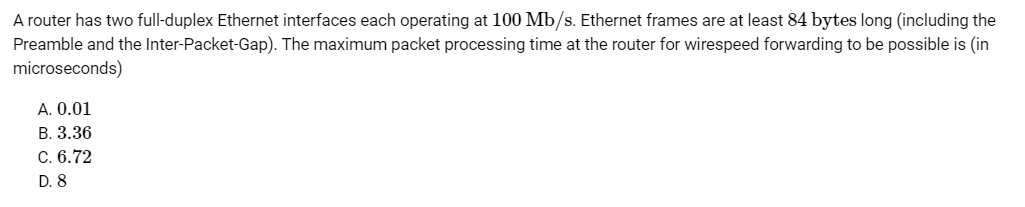 A router has two full-duplex Ethernet interfaces each operating at 100 Mb/s. Ethernet frames are at least 84 bytes long (including the
Preamble and the Inter-Packet-Gap). The maximum packet processing time at the router for wirespeed forwarding to be possible is (in
microseconds)
A. 0.01
B. 3.36
C. 6.72
D. 8